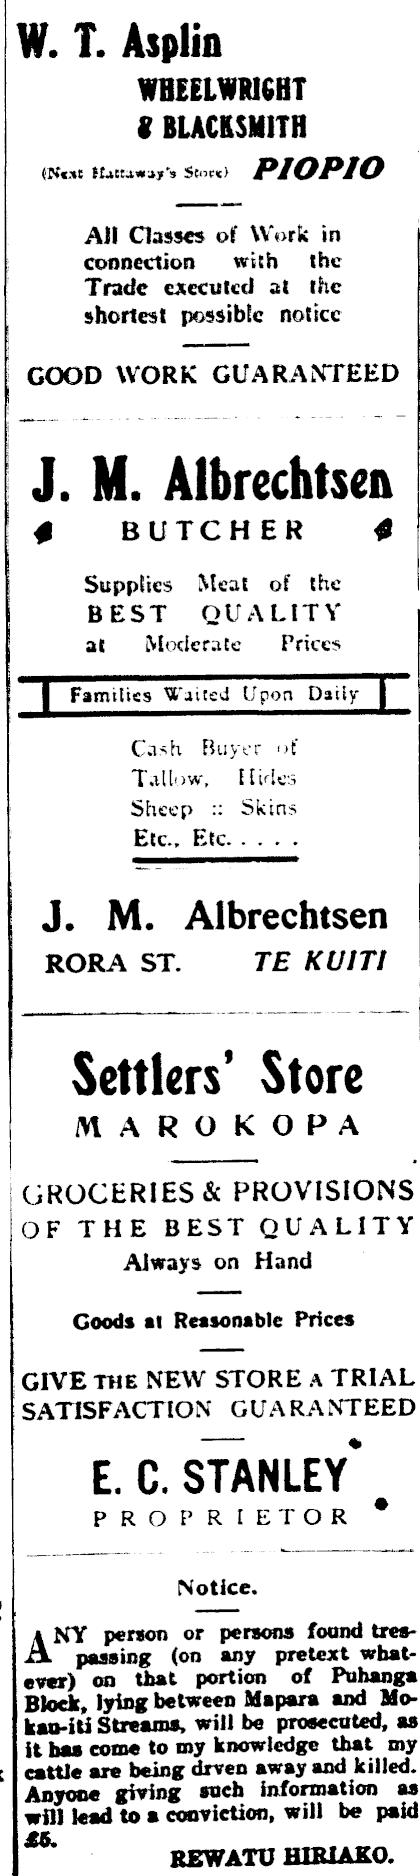 W. T. Asplin
WHEELWRIGHT
& BLACKSMITH
(Next Hattaway's Store) PIOPIO
All Classes of Work in
connection with the
Trade executed at the
shortest possible notice
GOOD WORK GUARANTEED
J. M. Albrechtsen
BUTCHER
Supplies Meat of the
BEST QUALITY
at Moderate Prices
Families Waited Upon Daily
Cash Buyer of
Tallow, Hides
Sheep :: Skins
Etc., Etc. . . . .
J. M. Albrechtsen
RORA ST. TE KUITI
Settlers' Store
MAROKOPA
GROCERIES & PROVISIONS
OF THE BEST QUALITY
Always on Hand
Goods at Reasonable Prices
GIVE THE NEW STORE A TRIAL
SATISFACTION GUARANTEED
E. C. STANLEY
PROPRIETOR
Notice.
ANY person or persons found tres-
passing (on any pretext what-
ever) on that portion of Puhanga
Block, lying between Mapara and Mo-
kau-iti Streams, will be prosecuted, as
it has come to my knowledge that my
cattle are being drven away and killed.
Anyone giving such information as
will lead to a conviction, will be paid
£5.
REWATU HIRIAKO.